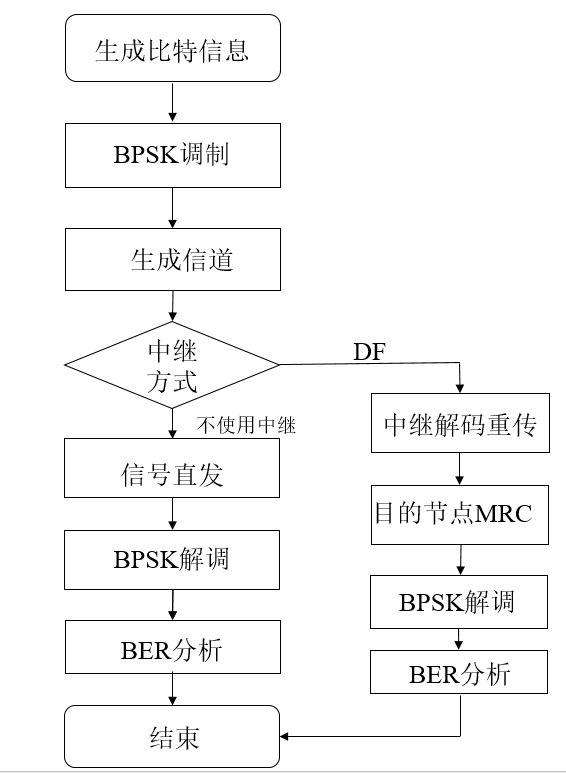 生成比特信息
BPSK调制
生成信道
中继
方式
DF
不使用中继
信号直发
BPSK解调
BER分析
中继解码重传
目的节点MRC
BPSK解调
BER分析
结束